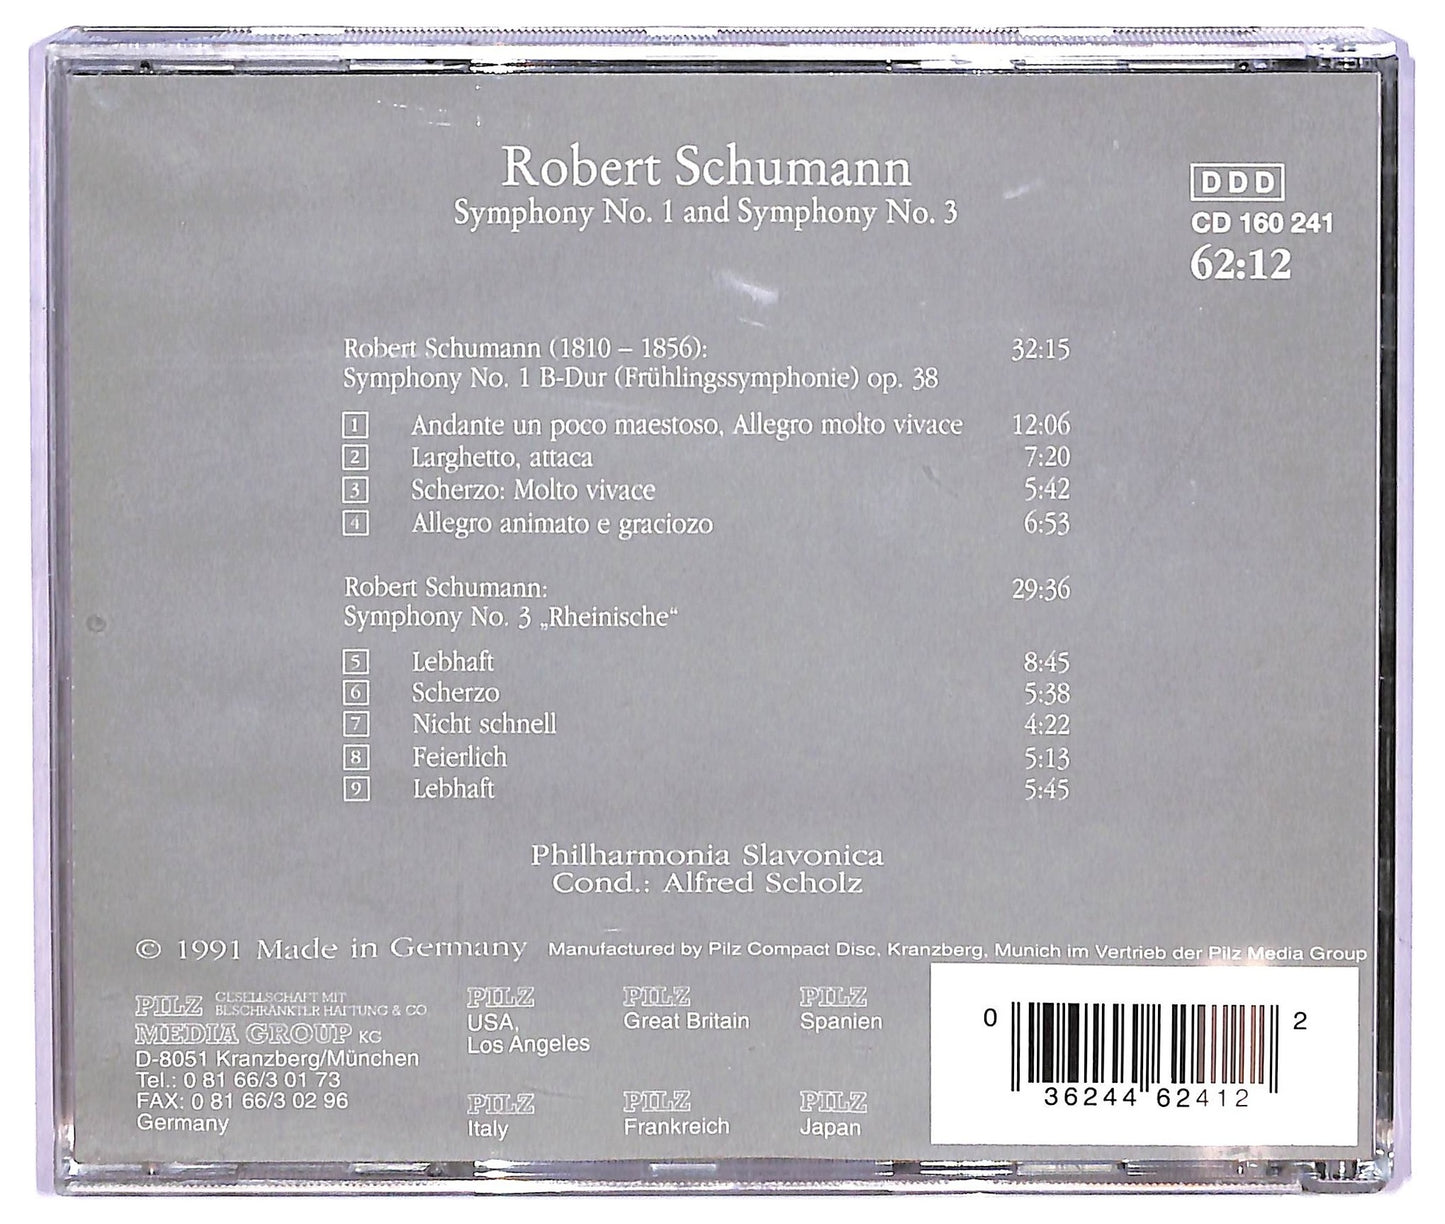 Robert Schumann
Symphony No. 1 and Symphony No. 3
DDD
CD 160 241
62:12
Robert Schumann (1810 – 1856): 32:15
Symphony No. 1 B-Dur (Frühlingssymphonie) op. 38
1 Andante un poco maestoso, Allegro molto vivace 12:06
2 Larghetto, attaca 7:20
3 Scherzo: Molto vivace 5:42
4 Allegro animato e graciozo 6:53
Robert Schumann: 29:36
Symphony No. 3 „Rheinische“
5 Lebhaft 8:45
6 Scherzo 5:38
7 Nicht schnell 4:22
8 Feierlich 5:13
9 Lebhaft 5:45
Philharmonia Slavonica
Cond.: Alfred Scholz
© 1991 Made in Germany Manufactured by Pilz Compact Disc, Kranzberg, Munich im Vertrieb der Pilz Media Group
PILZ GESELLSCHAFT MIT
BESCHRÄNKTER HAFTUNG & CO
MEDIA GROUP KG
D-8051 Kranzberg/München
Tel.: 0 81 66/3 01 73
FAX: 0 81 66/3 02 96
Germany
PILZ
USA,
Los Angeles
PILZ
Great Britain
PILZ
Spanien
PILZ
Italy
PILZ
Frankreich
PILZ
Japan
0 36244 62412 2